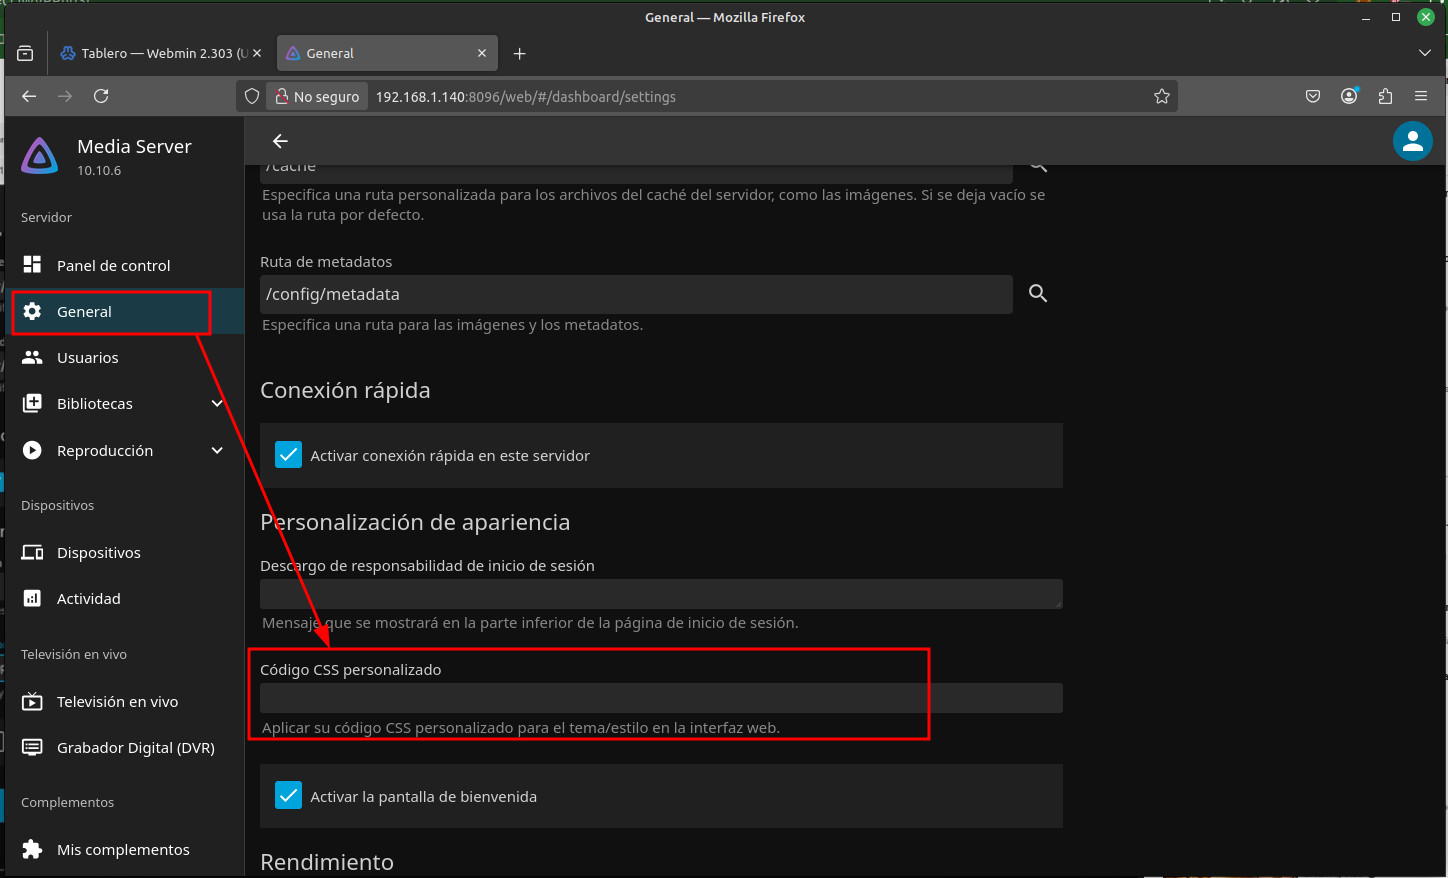 General — Mozilla Firefox
Tablero — Webmin 2.303 (U
General
No seguro
192.168.1.140:8096/web/#/dashboard/settings
Media Server
10.10.6
Servidor
Panel de control
General
Usuarios
Bibliotecas
Reproducción
Dispositivos
Dispositivos
Actividad
Televisión en vivo
Televisión en vivo
Grabador Digital (DVR)
Complementos
Mis complementos
/cache
Especifica una ruta personalizada para los archivos del caché del servidor, como las imágenes. Si se deja vacío se
usa la ruta por defecto.
Ruta de metadatos
/config/metadata
Especifica una ruta para las imágenes y los metadatos.
Conexión rápida
Activar conexión rápida en este servidor
Personalización de apariencia
Descargo de responsabilidad de inicio de sesión
Mensaje que se mostrará en la parte inferior de la página de inicio de sesión.
Código CSS personalizado
Aplicar su código CSS personalizado para el tema/estilo en la interfaz web.
Activar la pantalla de bienvenida
Rendimiento